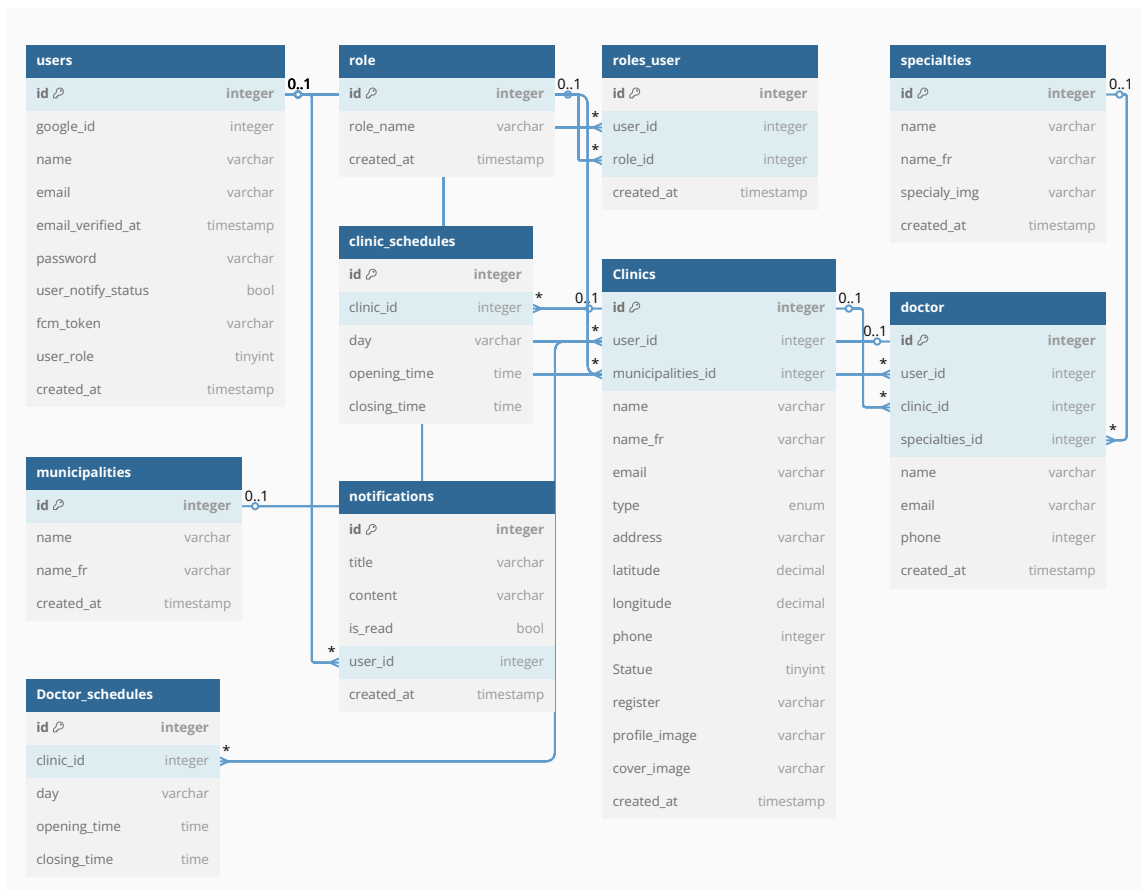 users
id integer
google_id integer
name varchar
email varchar
email_verified_at timestamp
password varchar
user_notify_status bool
fcm_token varchar
user_role tinyint
created_at timestamp
0..1
role
id integer
role_name varchar
created_at timestamp
0..1
roles_user
id integer
* user_id integer
* role_id integer
created_at timestamp
specialties
id integer
name varchar
name_fr varchar
specialy_img varchar
created_at timestamp
0..1
clinic_schedules
id integer
clinic_id integer *
day varchar
opening_time time
closing_time time
Clinics
0..1 id integer 0..1
* user_id integer
* municipalities_id integer
name varchar
name_fr varchar
email varchar
type enum
address varchar
latitude decimal
longitude decimal
phone integer
Statue tinyint
register varchar
profile_image varchar
cover_image varchar
created_at timestamp
doctor
0..1 id integer
* user_id integer
* clinic_id integer
specialties_id integer *
name varchar
email varchar
phone integer
created_at timestamp
municipalities
id integer 0..1
name varchar
name_fr varchar
created_at timestamp
notifications
id integer
title varchar
content varchar
is_read bool
* user_id integer
created_at timestamp
Doctor_schedules
id integer
clinic_id integer *
day varchar
opening_time time
closing_time time